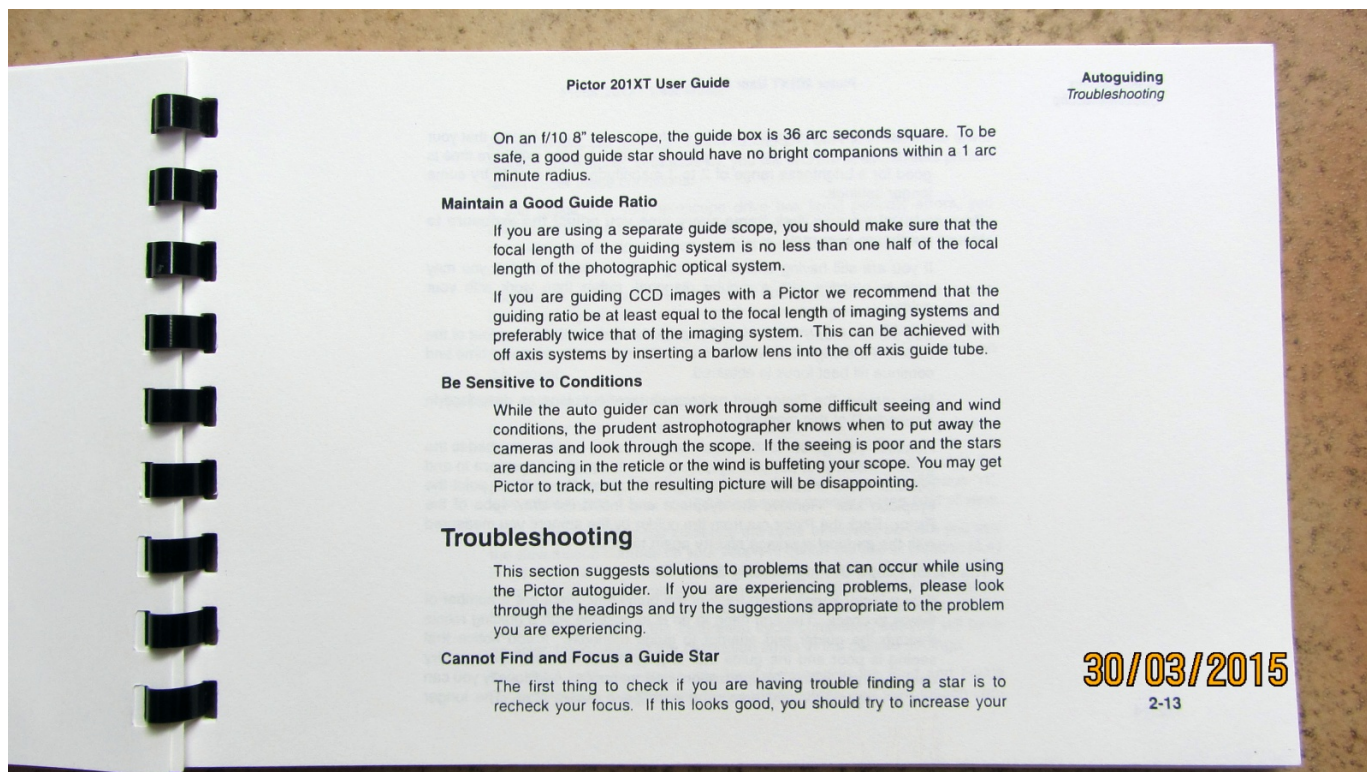 Pictor 201XT User Guide
Autoguiding
Troubleshooting
On an f/10 8" telescope, the guide box is 36 arc seconds square. To be
safe, a good guide star should have no bright companions within a 1 arc
minute radius.
Maintain a Good Guide Ratio
If you are using a separate guide scope, you should make sure that the
focal length of the guiding system is no less than one half of the focal
length of the photographic optical system.
If you are guiding CCD images with a Pictor we recommend that the
guiding ratio be at least equal to the focal length of imaging systems and
preferably twice that of the imaging system. This can be achieved with
off axis systems by inserting a barlow lens into the off axis guide tube.
Be Sensitive to Conditions
While the auto guider can work through some difficult seeing and wind
conditions, the prudent astrophotographer knows when to put away the
cameras and look through the scope. If the seeing is poor and the stars
are dancing in the reticle or the wind is buffeting your scope. You may get
Pictor to track, but the resulting picture will be disappointing.
Troubleshooting
This section suggests solutions to problems that can occur while using
the Pictor autoguider. If you are experiencing problems, please look
through the headings and try the suggestions appropriate to the problem
you are experiencing.
Cannot Find and Focus a Guide Star
The first thing to check if you are having trouble finding a star is to
recheck your focus. If this looks good, you should try to increase your
30/03/2015
2-13